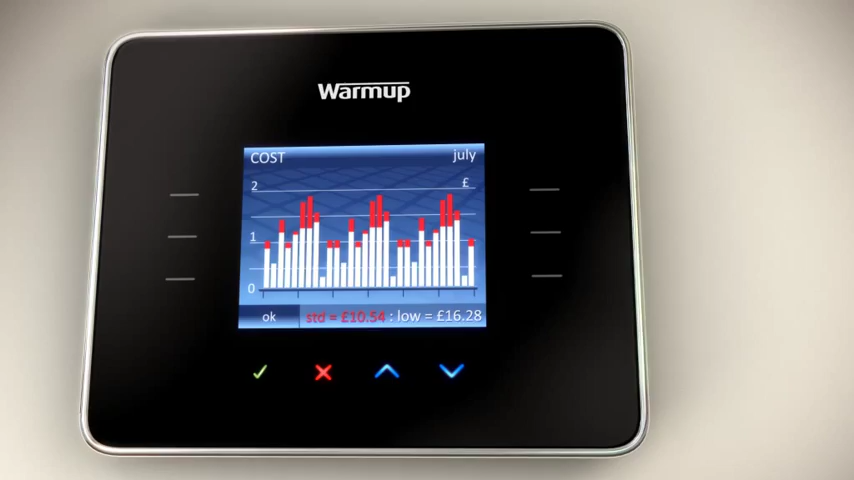 Warmup
COST july
2 £
1
0
ok std = £10.54 : low = £16.28